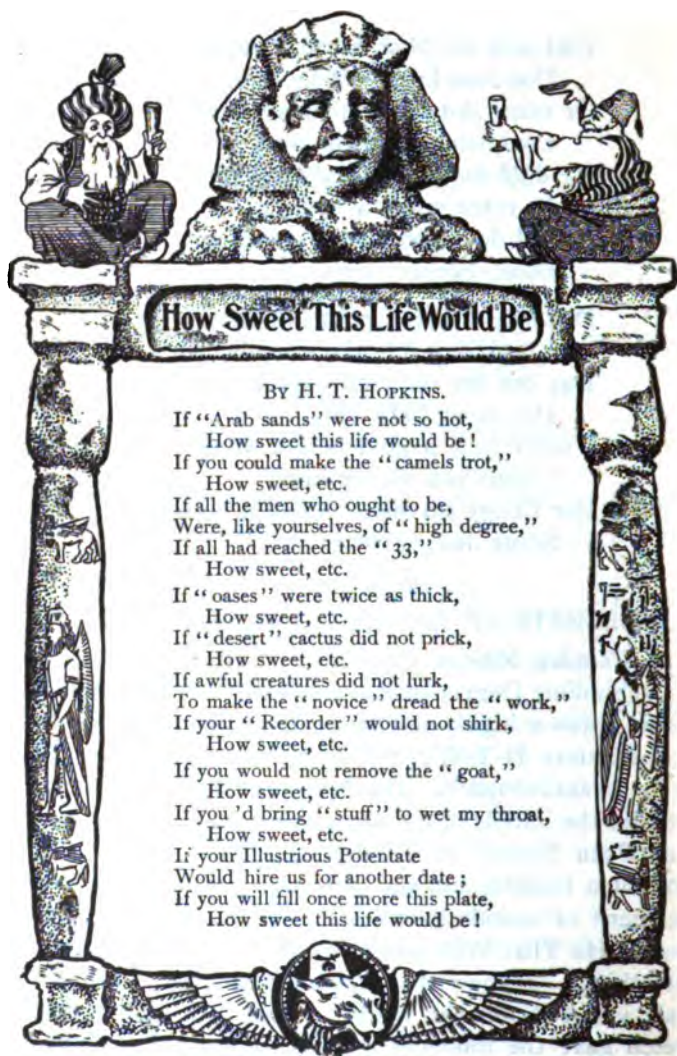 How Sweet This Life Would Be
BY H. T. HOPKINS.
If "Arab sands" were not so hot,
How sweet this life would be!
If you could make the "camels trot,"
How sweet, etc.
If all the men who ought to be,
Were, like yourselves, of "high degree,"
If all had reached the "33,"
How sweet, etc.
If "oases" were twice as thick,
How sweet, etc.
If "desert" cactus did not prick,
How sweet, etc.
If awful creatures did not lurk,
To make the "novice" dread the "work,"
If your "Recorder" would not shirk,
How sweet, etc.
If you would not remove the "goat,"
How sweet, etc.
If you 'd bring "stuff" to wet my throat,
How sweet, etc.
If your Illustrious Potentate
Would hire us for another date;
If you will fill once more this plate,
How sweet this life would be!